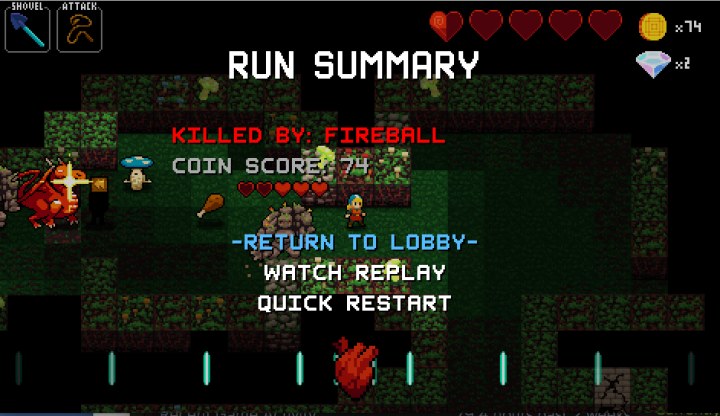 SHOVEL ATTACK
x74
x2
RUN SUMMARY
KILLED BY: FIREBALL
COIN SCORE: 74
-RETURN TO LOBBY-
WATCH REPLAY
QUICK RESTART